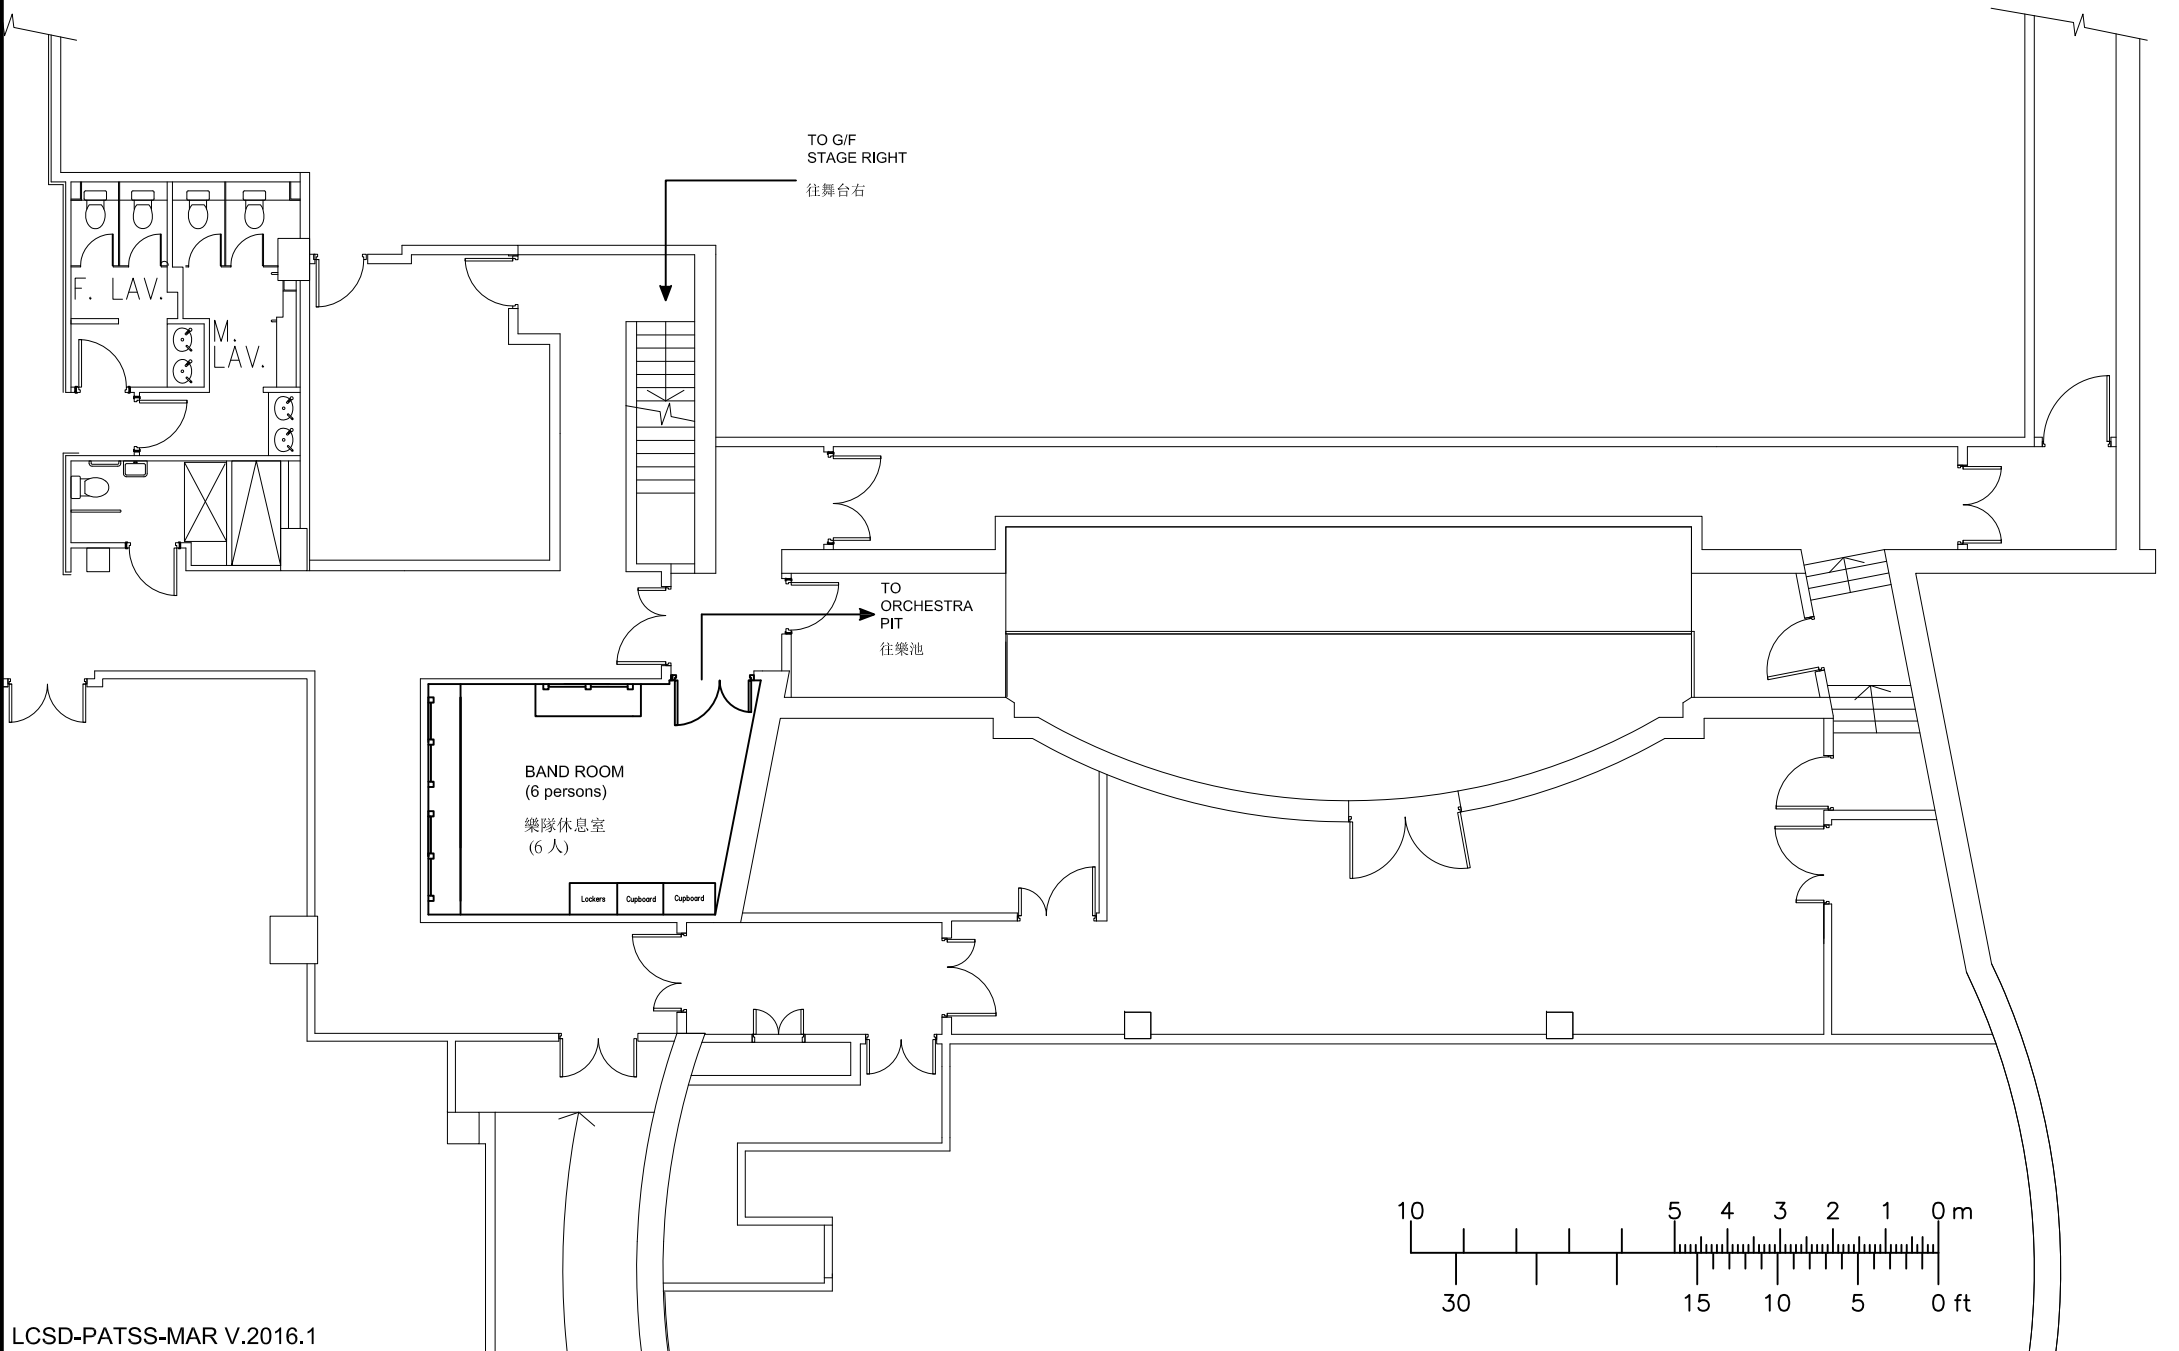 TO G/F
STAGE RIGHT
往舞台右
F. LAV.
M.
LAV.
TO
ORCHESTRA
PIT
往樂池
BAND ROOM
(6 persons)
樂隊休息室
(6 人)
Lockers
Cupboard
Cupboard
10 5 4 3 2 1 0 m
30 15 10 5 0 ft
LCSD-PATSS-MAR V.2016.1